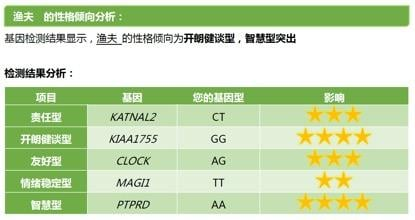 渔夫 的性格倾向分析：
基因检测结果显示，渔夫 的性格倾向为开朗健谈型，智慧型突出
检测结果分析：
项目 基因 您的基因型 影响
责任型 KATNAL2 CT
开朗健谈型 KIAA1755 GG
友好型 CLOCK AG
情绪稳定型 MAGI1 TT
智慧型 PTPRD AA